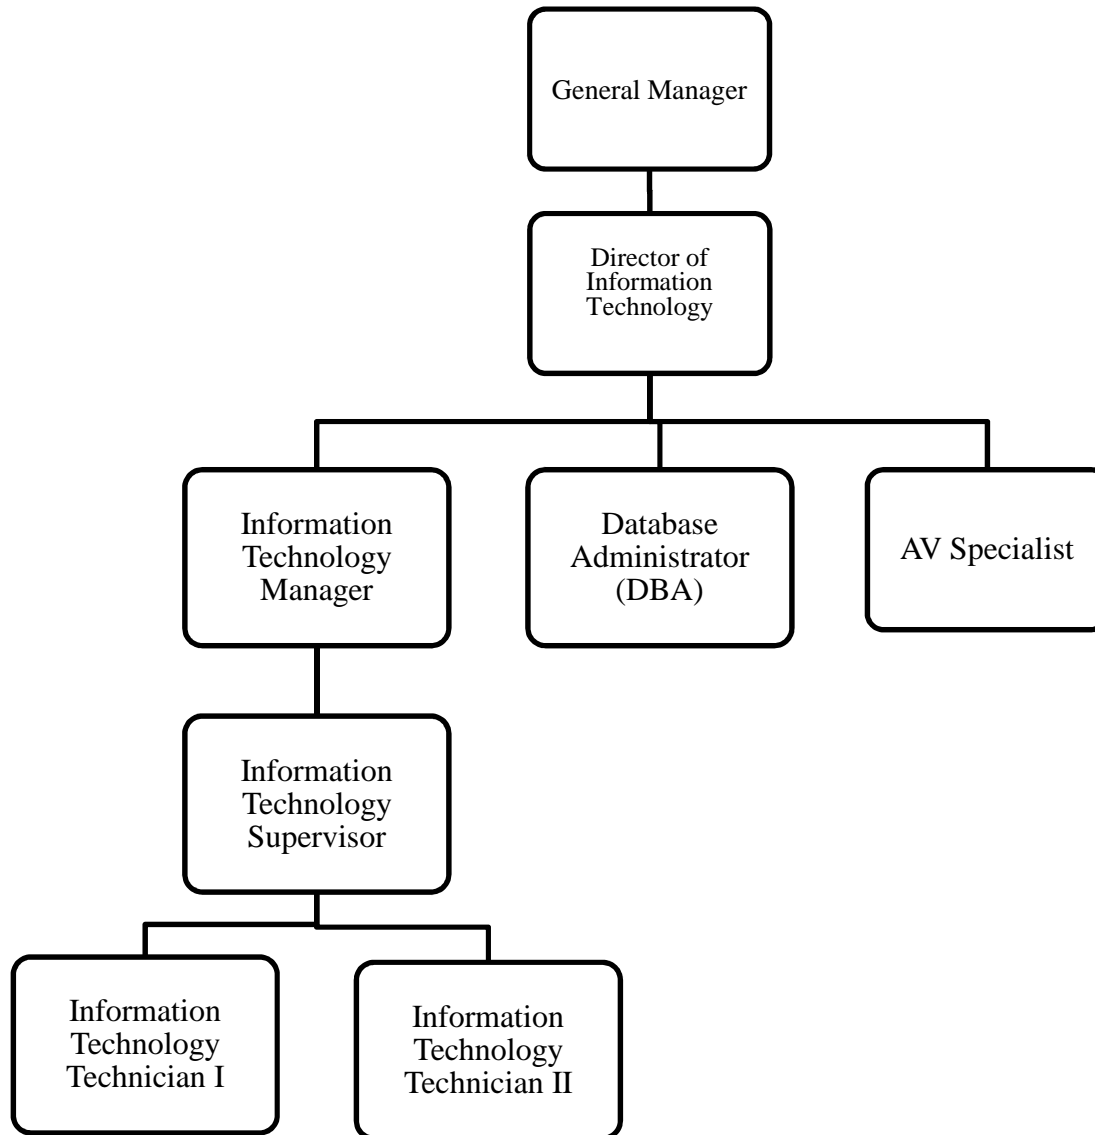 General Manager
Director of
Information
Technology
Information
Technology
Manager
Database
Administrator
(DBA)
AV Specialist
Information
Technology
Supervisor
Information
Technology
Technician I
Information
Technology
Technician II